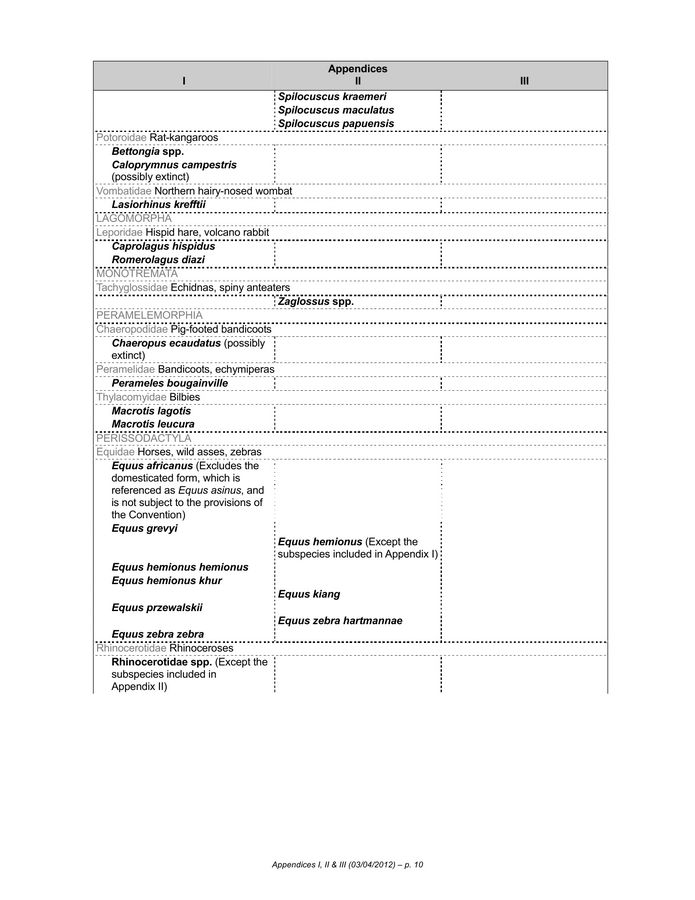 Appendices
I II III
Spilocuscus kraemeri
Spilocuscus maculatus
Spilocuscus papuensis
Potoroidae Rat-kangaroos
Bettongia spp.
Caloprymnus campestris
(possibly extinct)
Vombatidae Northern hairy-nosed wombat
Lasiorhinus krefftii
LAGOMORPHA
Leporidae Hispid hare, volcano rabbit
Caprolagus hispidus
Romerolagus diazi
MONOTREMATA
Tachyglossidae Echidnas, spiny anteaters
Zaglossus spp.
PERAMELEMORPHIA
Chaeropodidae Pig-footed bandicoots
Chaeropus ecaudatus (possibly
extinct)
Peramelidae Bandicoots, echymiperas
Perameles bougainville
Thylacomyidae Bilbies
Macrotis lagotis
Macrotis leucura
PERISSODACTYLA
Equidae Horses, wild asses, zebras
Equus africanus (Excludes the
domesticated form, which is
referenced as Equus asinus, and
is not subject to the provisions of
the Convention)
Equus grevyi
Equus hemionus (Except the
subspecies included in Appendix I)
Equus hemionus hemionus
Equus hemionus khur
Equus kiang
Equus przewalskii
Equus zebra hartmannae
Equus zebra zebra
Rhinocerotidae Rhinoceroses
Rhinocerotidae spp. (Except the
subspecies included in
Appendix II)
Appendices I, II & III (03/04/2012) – p. 10